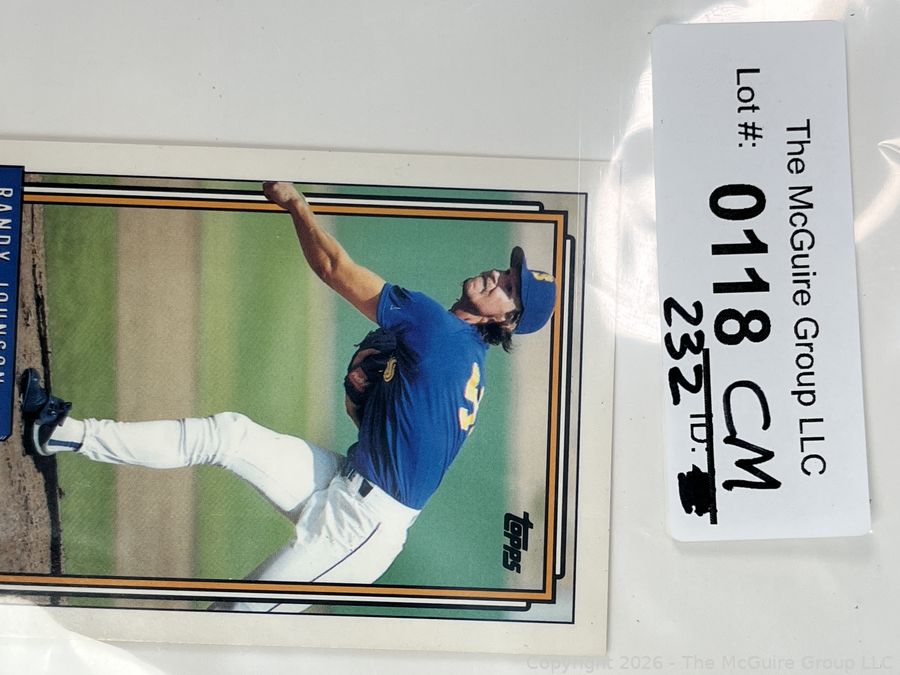 The McGuire Group LLC
Lot #: 0118 CM
232
ID:
topps
RANDY JOHNSON
S
Copyright 2026 - The McGuire Group LLC